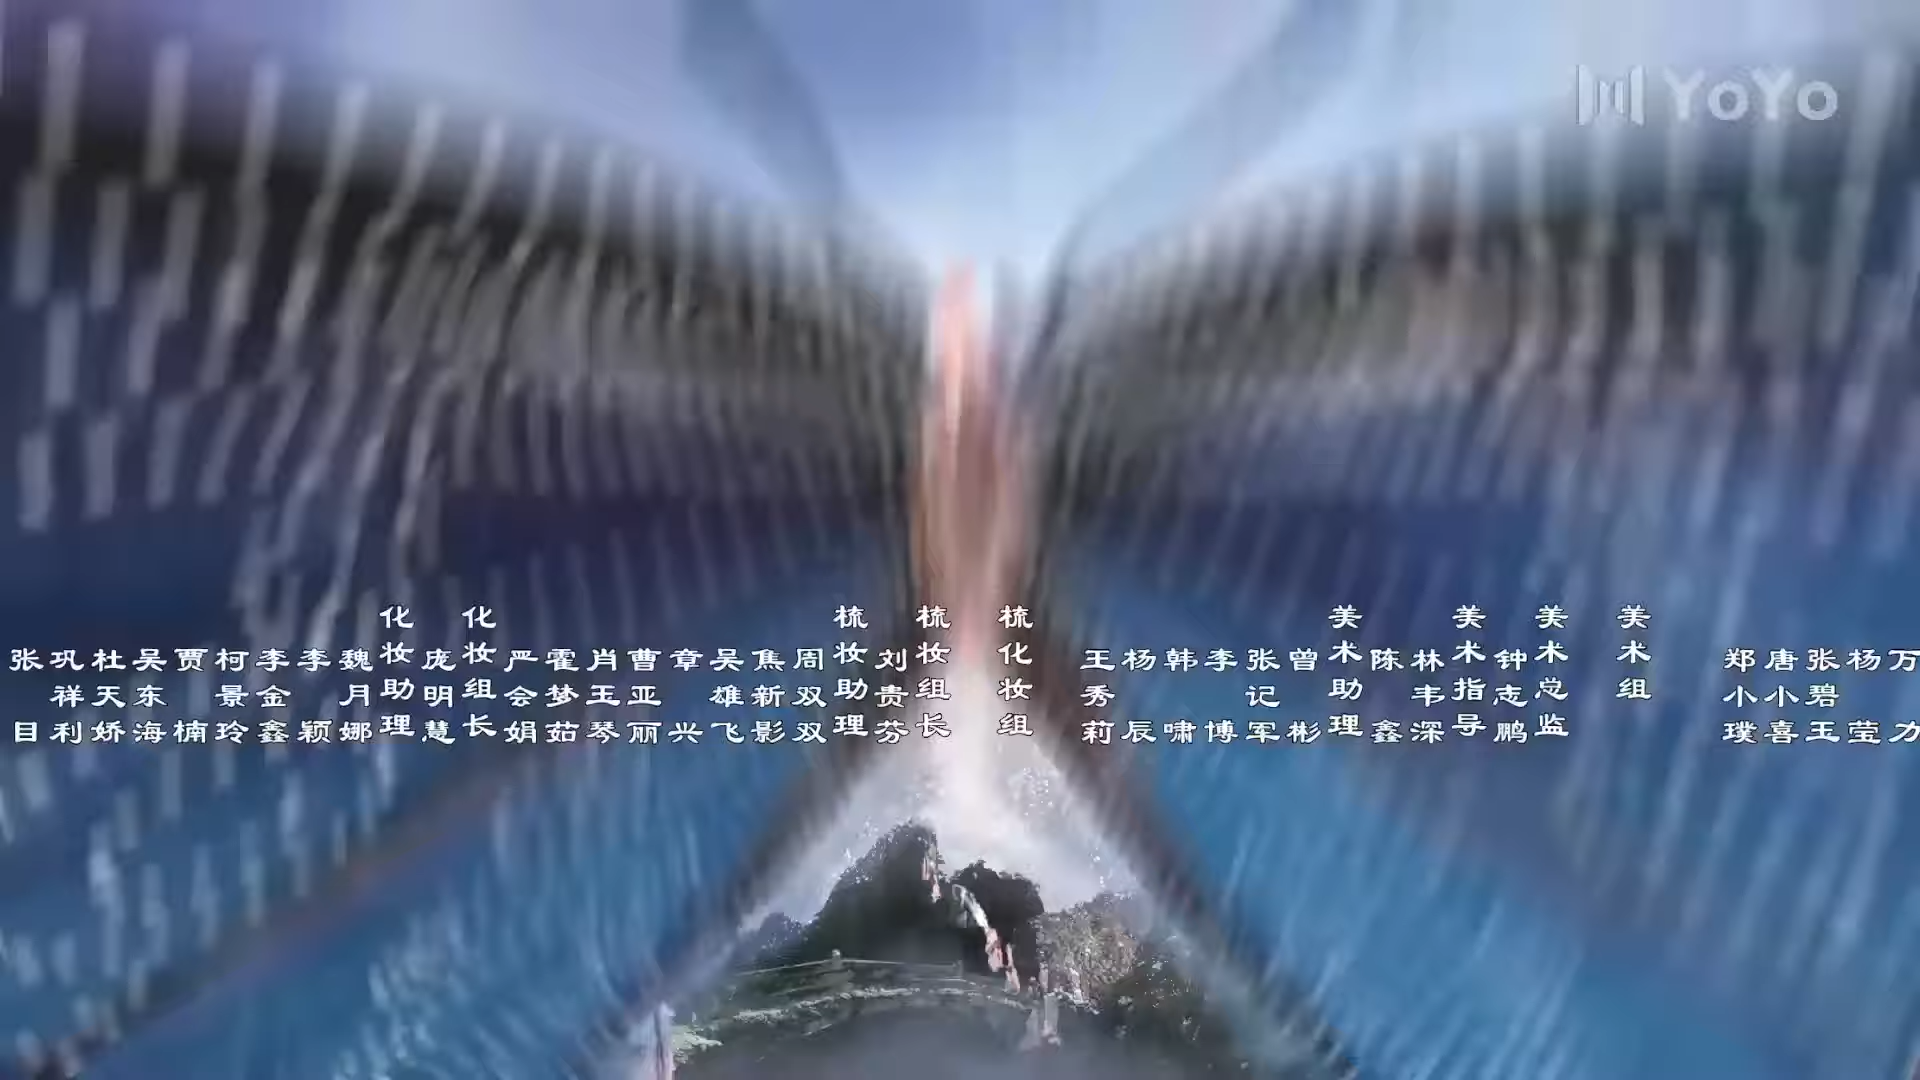 YoYo
万力
杨莹
张碧玉
唐小喜
郑小璞
美术组
美术总监
钟志鹏
美术指导
林韦深
陈鑫
美术助理
曾彬
张记军
李博
韩啸
杨辰
王秀莉
梳化妆组
梳妆组长
刘贵芬
梳妆助理
周双双
焦新影
吴雄飞
章兴
曹亚丽
肖玉琴
霍梦茹
严会娟
化妆组长
庞明慧
化妆助理
魏月娜
李颖
李金鑫
柯景玲
贾楠
吴东海
杜天娇
巩祥利
张目